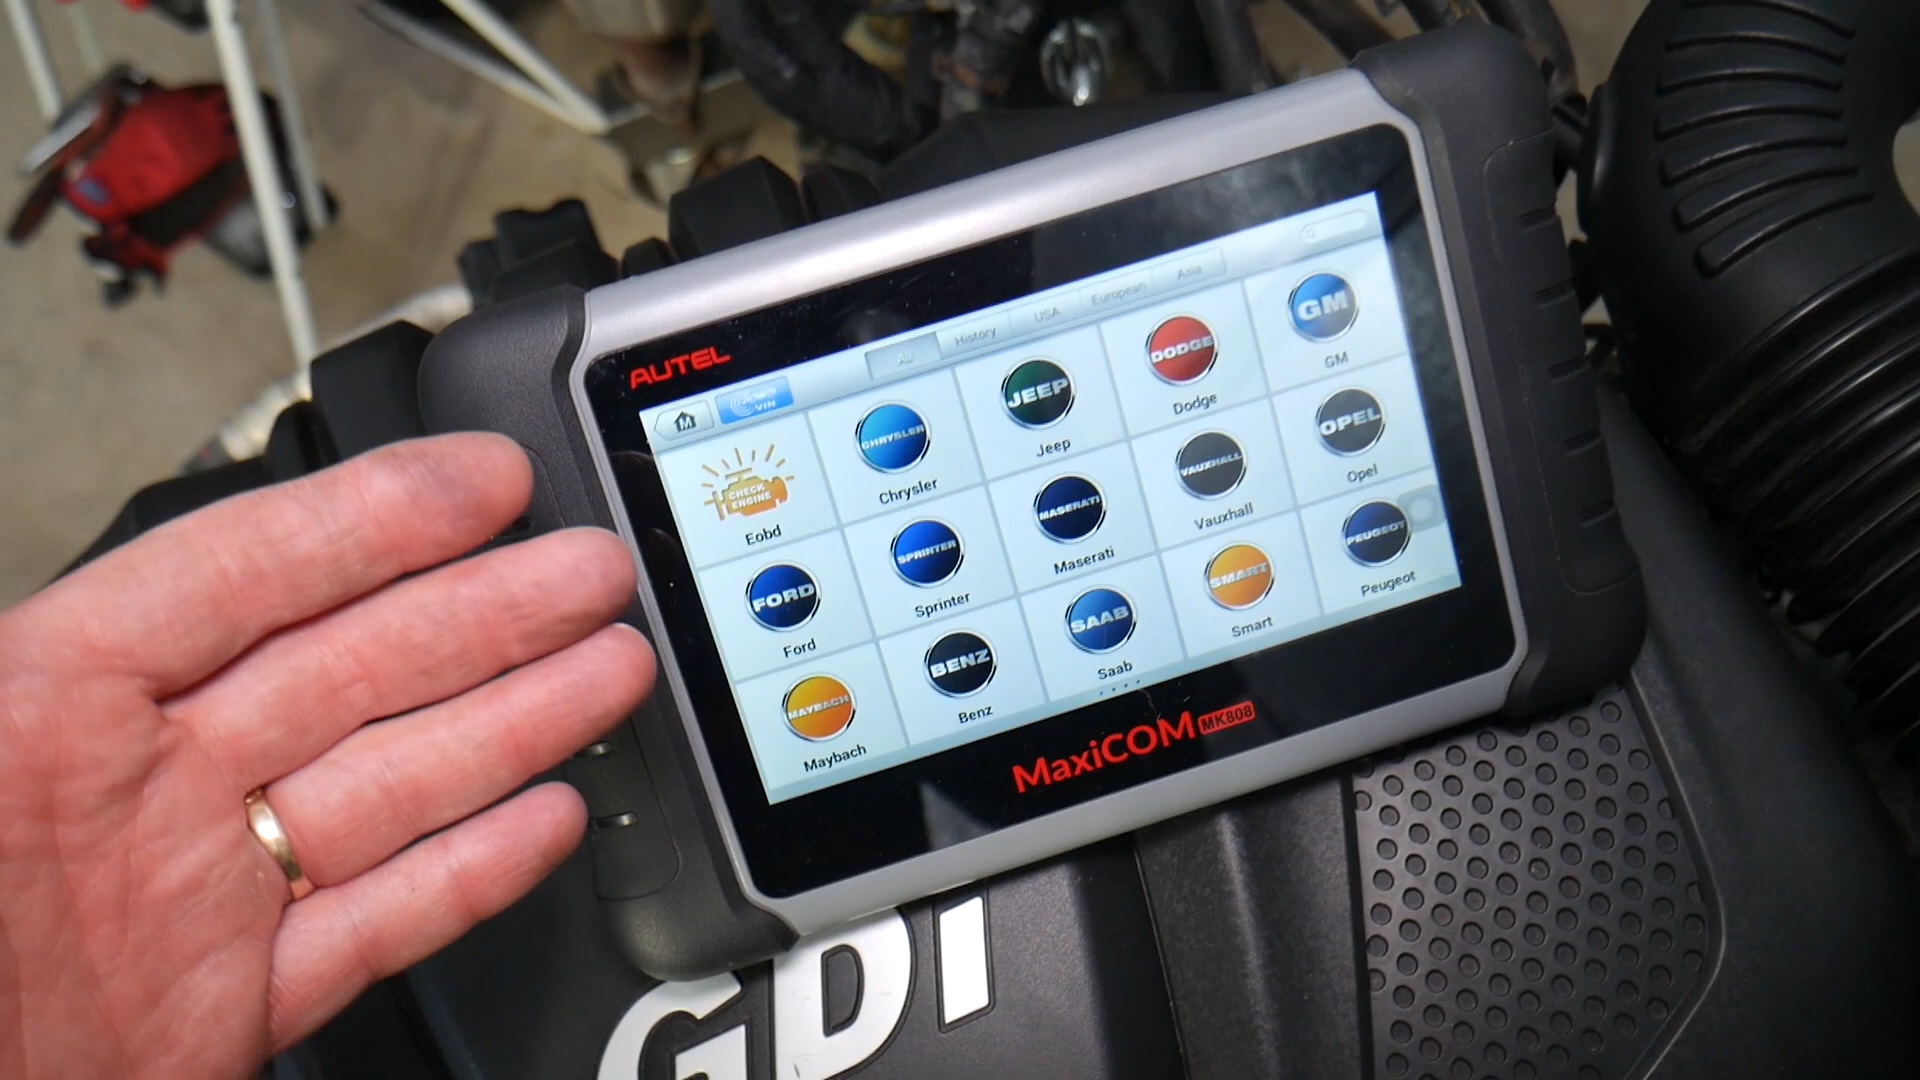 AUTEL
VIN
All
History
USA
European
Asia
CHECK
ENGINE
Eobd
CHRYSLER
Chrysler
JEEP
Jeep
DODGE
Dodge
GM
GM
FORD
Ford
SPRINTER
Sprinter
MASERATI
Maserati
VAUXHALL
Vauxhall
OPEL
Opel
MAYBACH
Maybach
BENZ
Benz
SAAB
Saab
SMART
Smart
PEUGEOT
Peugeot
MaxiCOM MK808
GDI